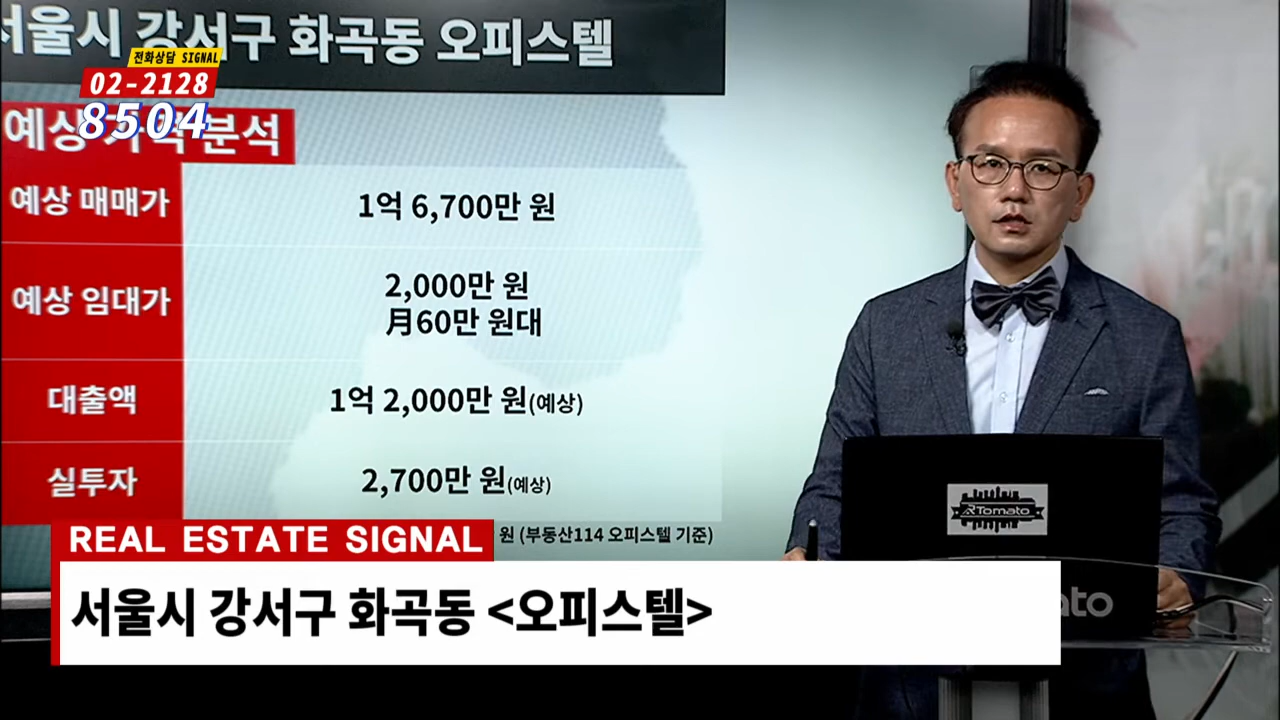 서울시 강서구 화곡동 오피스텔
전화상담 SIGNAL
02-2128
8504
예상 가격 분석
예상 매매가
1억 6,700만 원
예상 임대가
2,000만 원
月60만 원대
대출액
1억 2,000만 원(예상)
실투자
2,700만 원(예상)
원 (부동산114 오피스텔 기준)
RTomato
ato
REAL ESTATE SIGNAL
서울시 강서구 화곡동 <오피스텔>